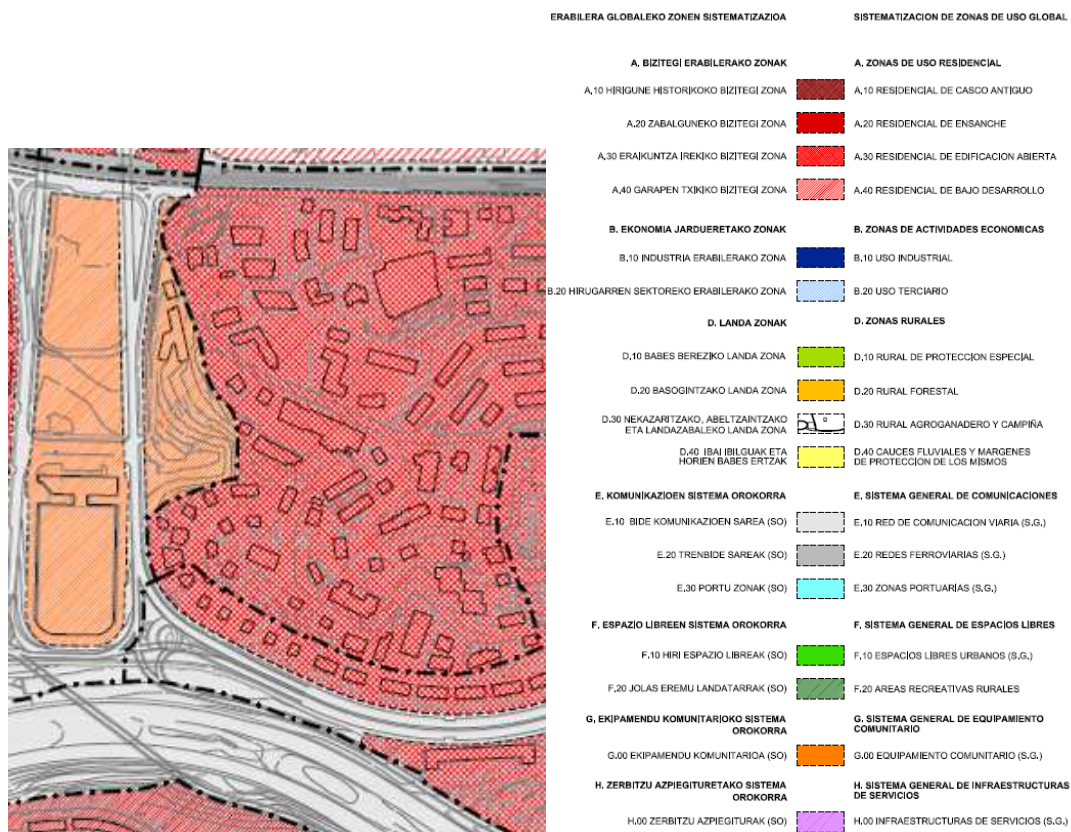 ERABILERA GLOBALEKO ZONEN SISTEMATIZAZIOA SISTEMATIZACION DE ZONAS DE USO GLOBAL
A. BIZITEGI ERABILERAKO ZONAK A. ZONAS DE USO RESIDENCIAL
A.10 HIRIGUNE HISTORIKOKO BIZITEGI ZONA A.10 RESIDENCIAL DE CASCO ANTIGUO
A.20 ZABALGUNEKO BIZITEGI ZONA A.20 RESIDENCIAL DE ENSANCHE
A.30 ERAIKUNTZA IREKIKO BIZITEGI ZONA A.30 RESIDENCIAL DE EDIFICACION ABIERTA
A.40 GARAPEN TXIKIKO BIZITEGI ZONA A.40 RESIDENCIAL DE BAJO DESARROLLO
B. EKONOMIA JARDUERETAKO ZONAK B. ZONAS DE ACTIVIDADES ECONOMICAS
B.10 INDUSTRIA ERABILERAKO ZONA B.10 USO INDUSTRIAL
B.20 HIRUGARREN SEKTOREKO ERABILERAKO ZONA B.20 USO TERCIARIO
D. LANDA ZONAK D. ZONAS RURALES
D.10 BABES BEREZIKO LANDA ZONA D.10 RURAL DE PROTECCION ESPECIAL
D.20 BASOGINTZAKO LANDA ZONA D.20 RURAL FORESTAL
D.30 NEKAZARITZAKO, ABELTZAINTZAKO
ETA LANDAZABALEKO LANDA ZONA D.30 RURAL AGROGANADERO Y CAMPIÑA
D.40 IBAI IBILGUAK ETA D.40 CAUCES FLUVIALES Y MARGENES
HORIEN BABES ERTZAK DE PROTECCION DE LOS MISMOS
E. KOMUNIKAZIOEN SISTEMA OROKORRA E. SISTEMA GENERAL DE COMUNICACIONES
E.10 BIDE KOMUNIKAZIOEN SAREA (SO) E.10 RED DE COMUNICACION VIARIA (S.G.)
E.20 TRENBIDE SAREAK (SO) E.20 REDES FERROVIARIAS (S.G.)
E.30 PORTU ZONAK (SO) E.30 ZONAS PORTUARIAS (S.G.)
F. ESPAZIO LIBREEN SISTEMA OROKORRA F. SISTEMA GENERAL DE ESPACIOS LIBRES
F.10 HIRI ESPAZIO LIBREAK (SO) F.10 ESPACIOS LIBRES URBANOS (S.G.)
F.20 JOLAS EREMU LANDATARRAK (SO) F.20 AREAS RECREATIVAS RURALES
G. EKIPAMENDU KOMUNITARIOKO SISTEMA G. SISTEMA GENERAL DE EQUIPAMIENTO
OROKORRA COMUNITARIO
G.00 EKIPAMENDU KOMUNITARIOA (SO) G.00 EQUIPAMIENTO COMUNITARIO (S.G.)
H. ZERBITZU AZPIEGITURETAKO SISTEMA H. SISTEMA GENERAL DE INFRAESTRUCTURAS
OROKORRA DE SERVICIOS
H.00 ZERBITZU AZPIEGITURAK (SO) H.00 INFRAESTRUCTURAS DE SERVICIOS (S.G.)